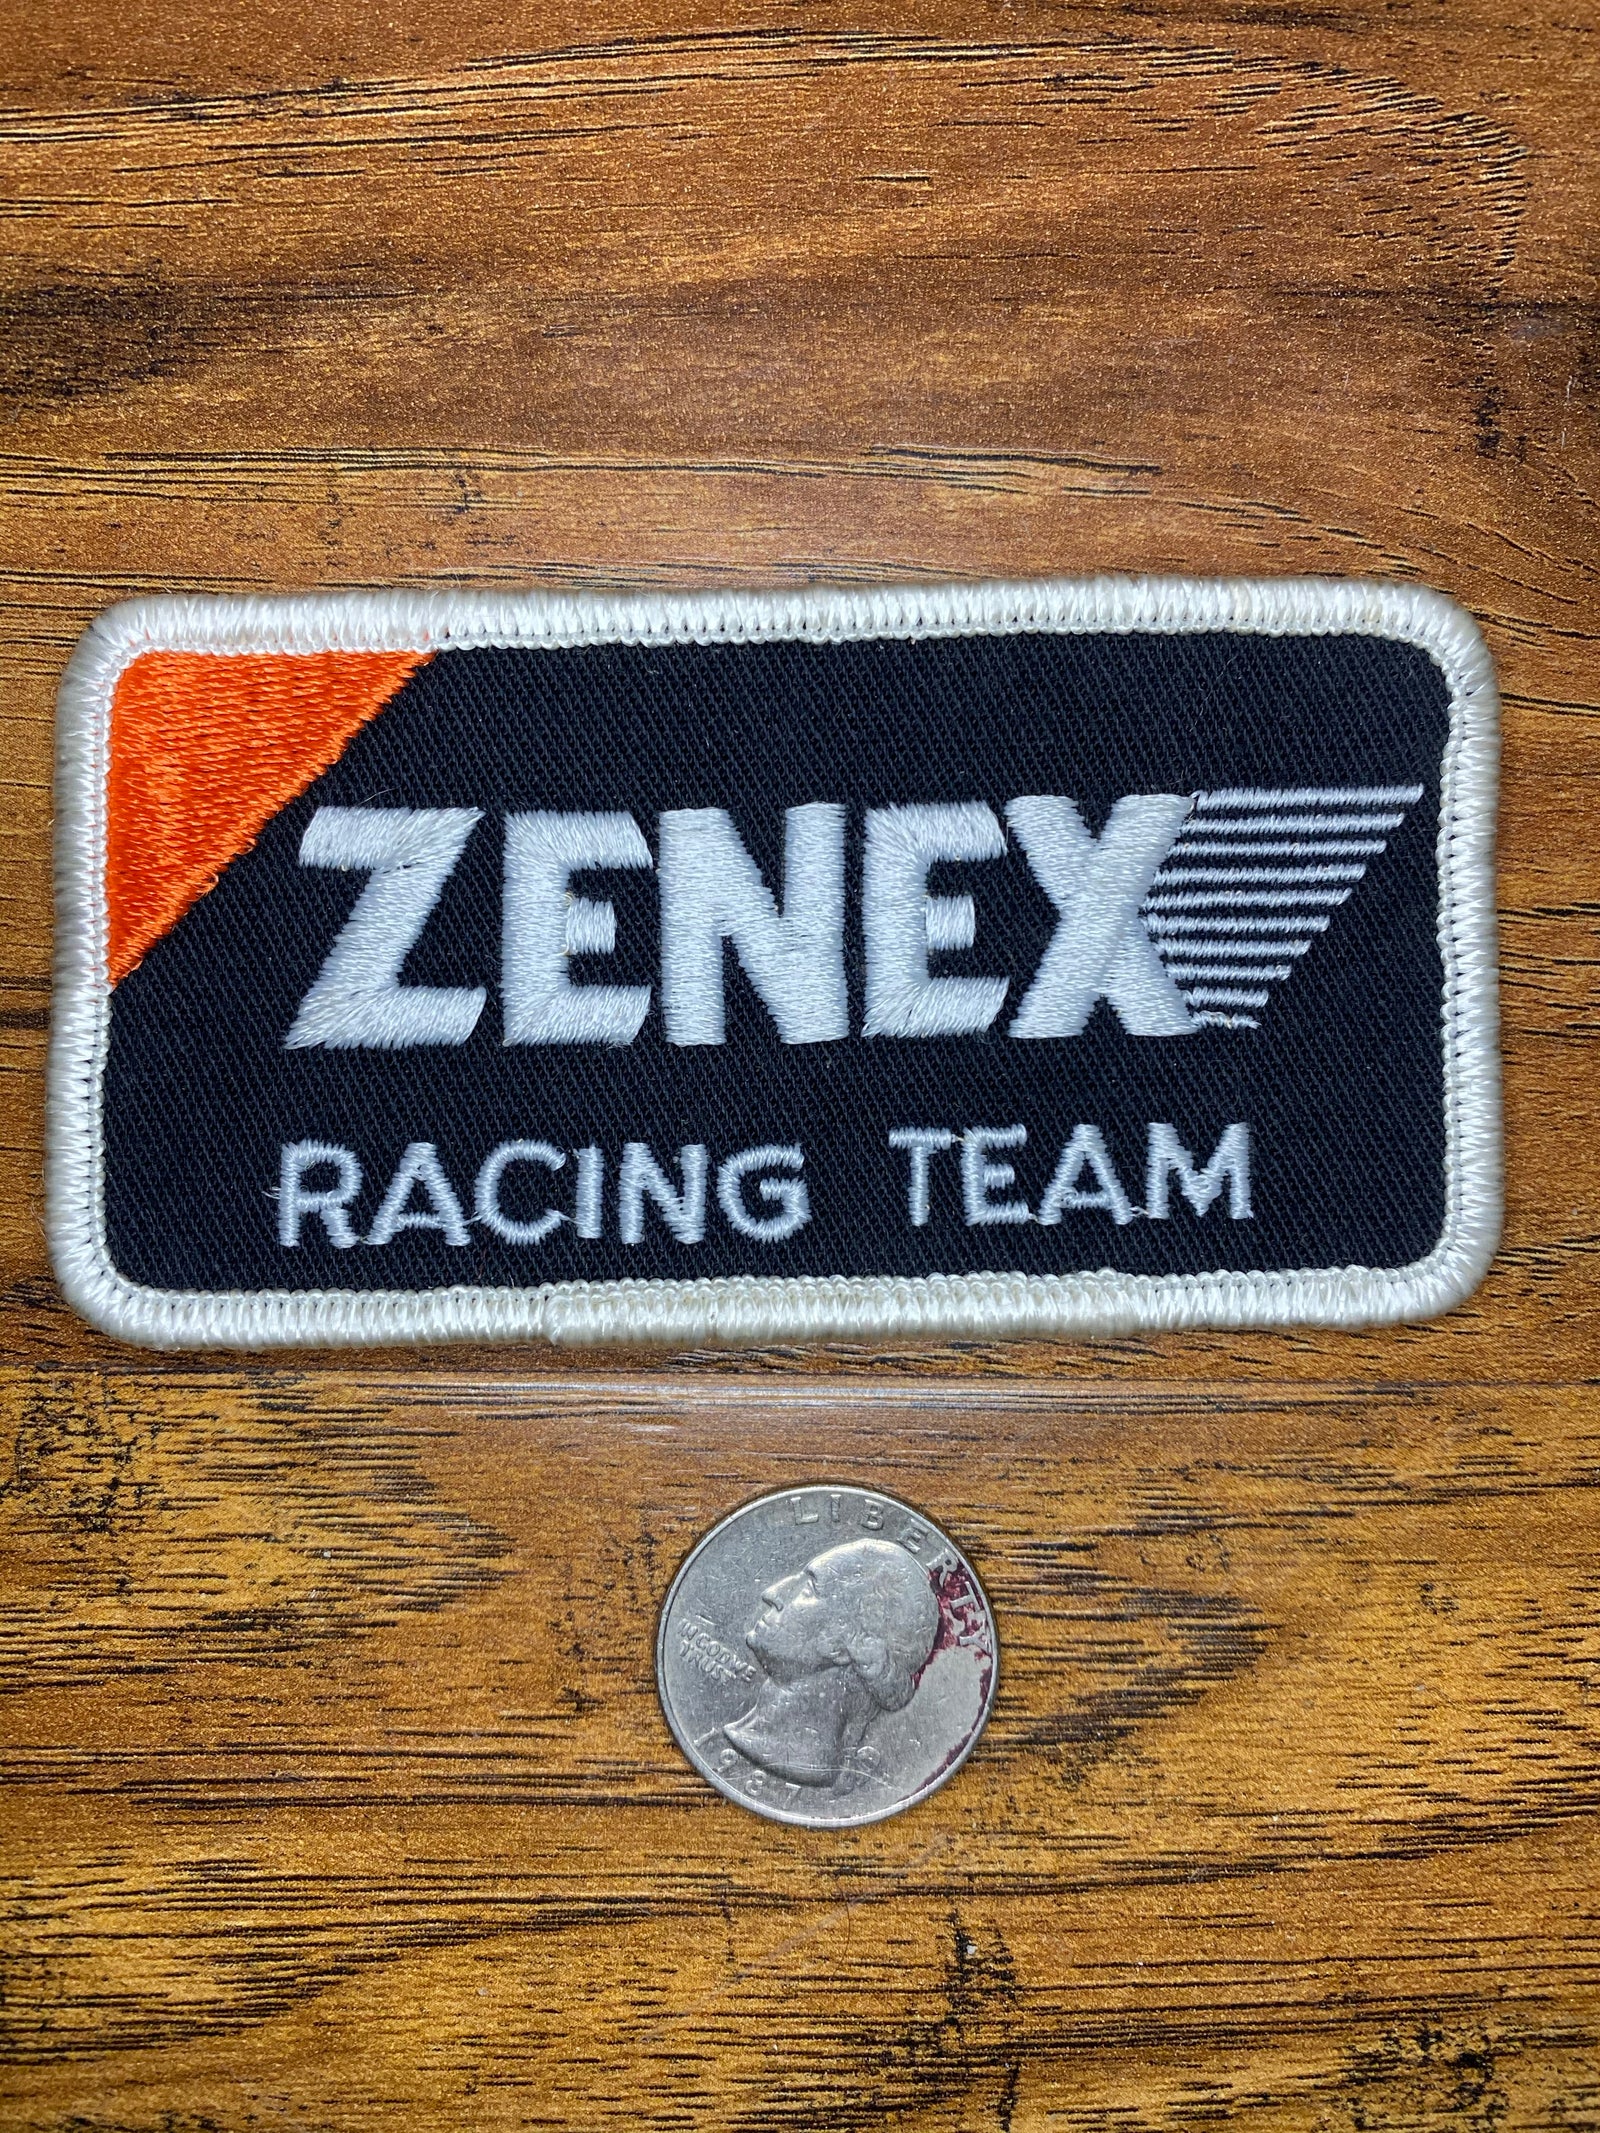 ZENEX
RACING TEAM
LIBERTY
IN GOD WE
TRUST
1987